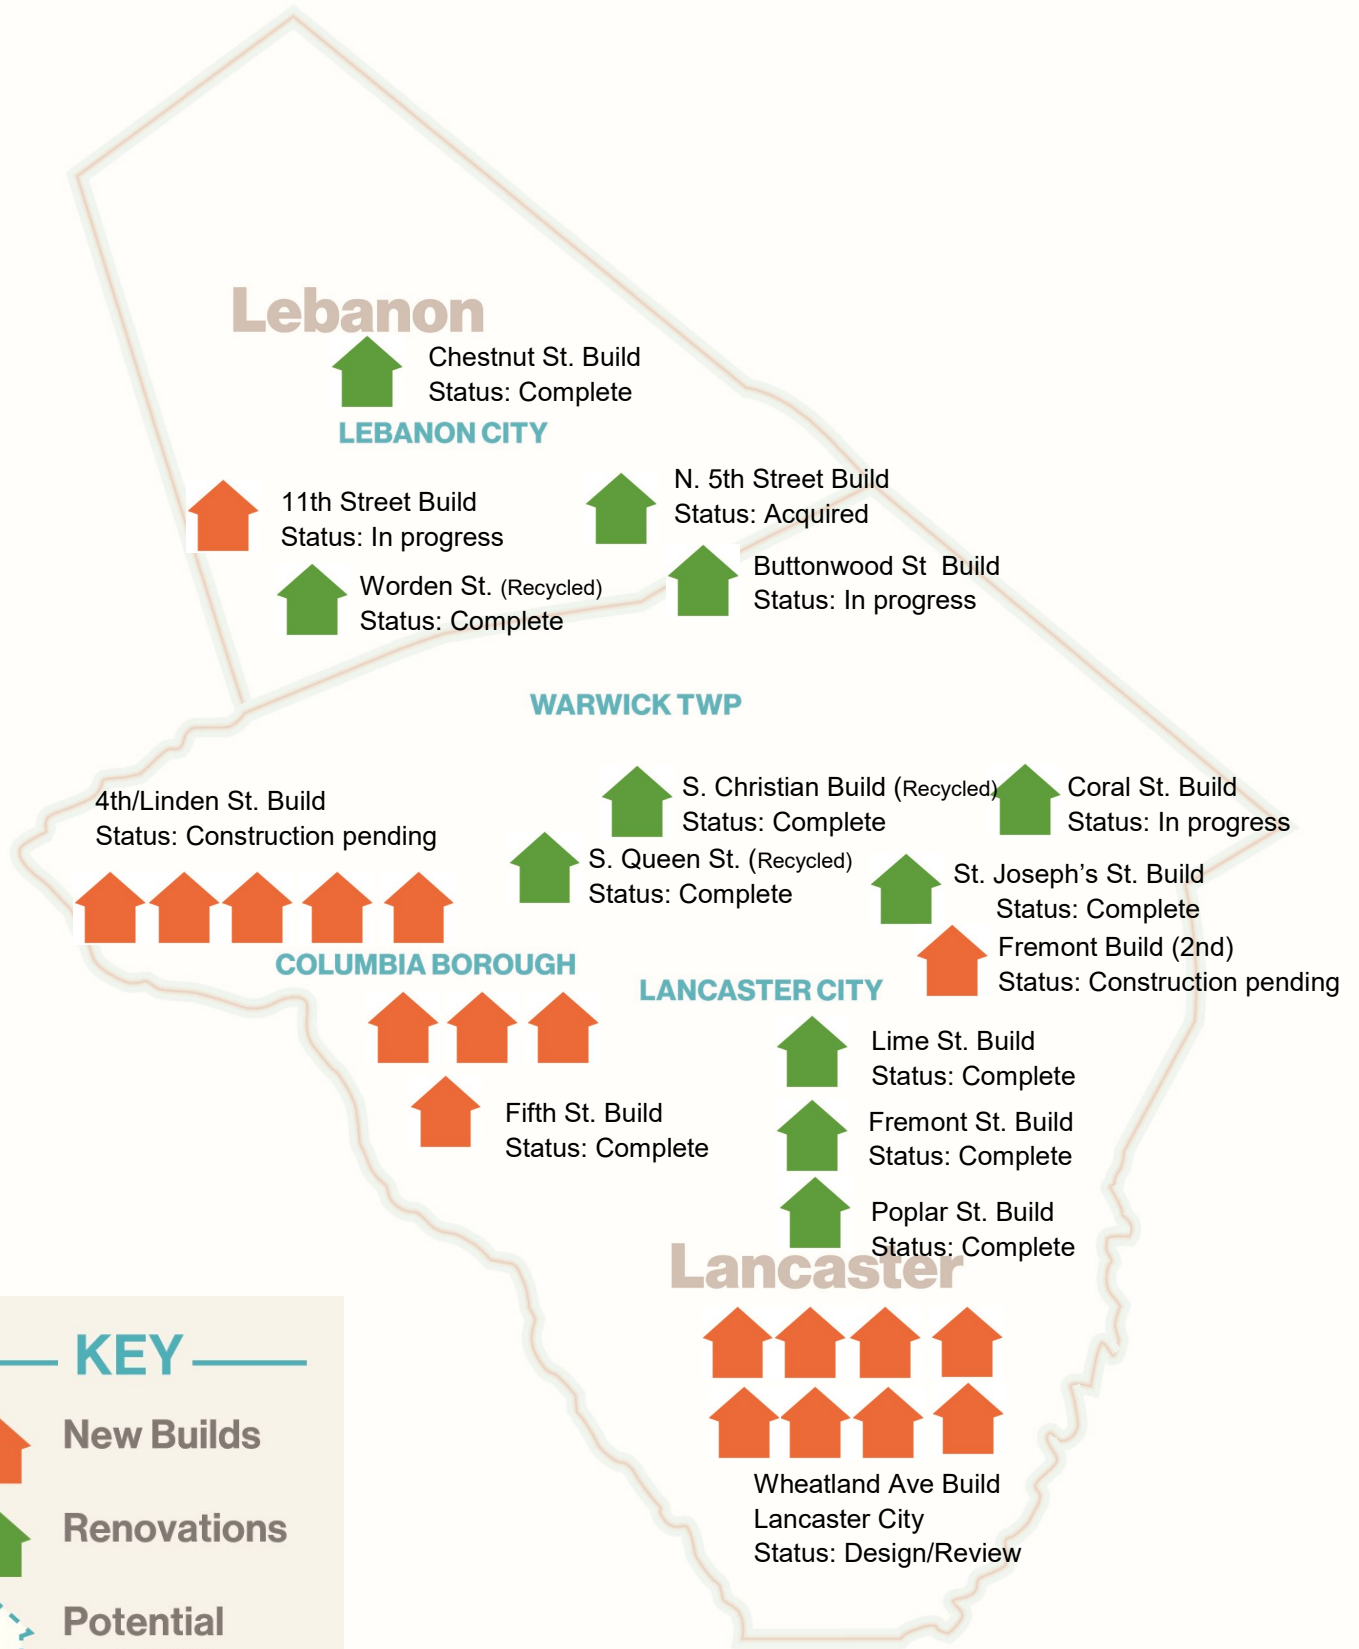 Lebanon
Chestnut St. Build
Status: Complete
LEBANON CITY
11th Street Build
Status: In progress
N. 5th Street Build
Status: Acquired
Worden St. (Recycled)
Status: Complete
Buttonwood St  Build
Status: In progress
WARWICK TWP
4th/Linden St. Build
Status: Construction pending
S. Christian Build (Recycled)
Status: Complete
Coral St. Build
Status: In progress
S. Queen St. (Recycled)
Status: Complete
St. Joseph's St. Build
Status: Complete
Fremont Build (2nd)
Status: Construction pending
COLUMBIA BOROUGH
LANCASTER CITY
Fifth St. Build
Status: Complete
Lime St. Build
Status: Complete
Fremont St. Build
Status: Complete
Poplar St. Build
Status: Complete
Lancaster
Wheatland Ave Build
Lancaster City
Status: Design/Review
KEY
New Builds
Renovations
Potential